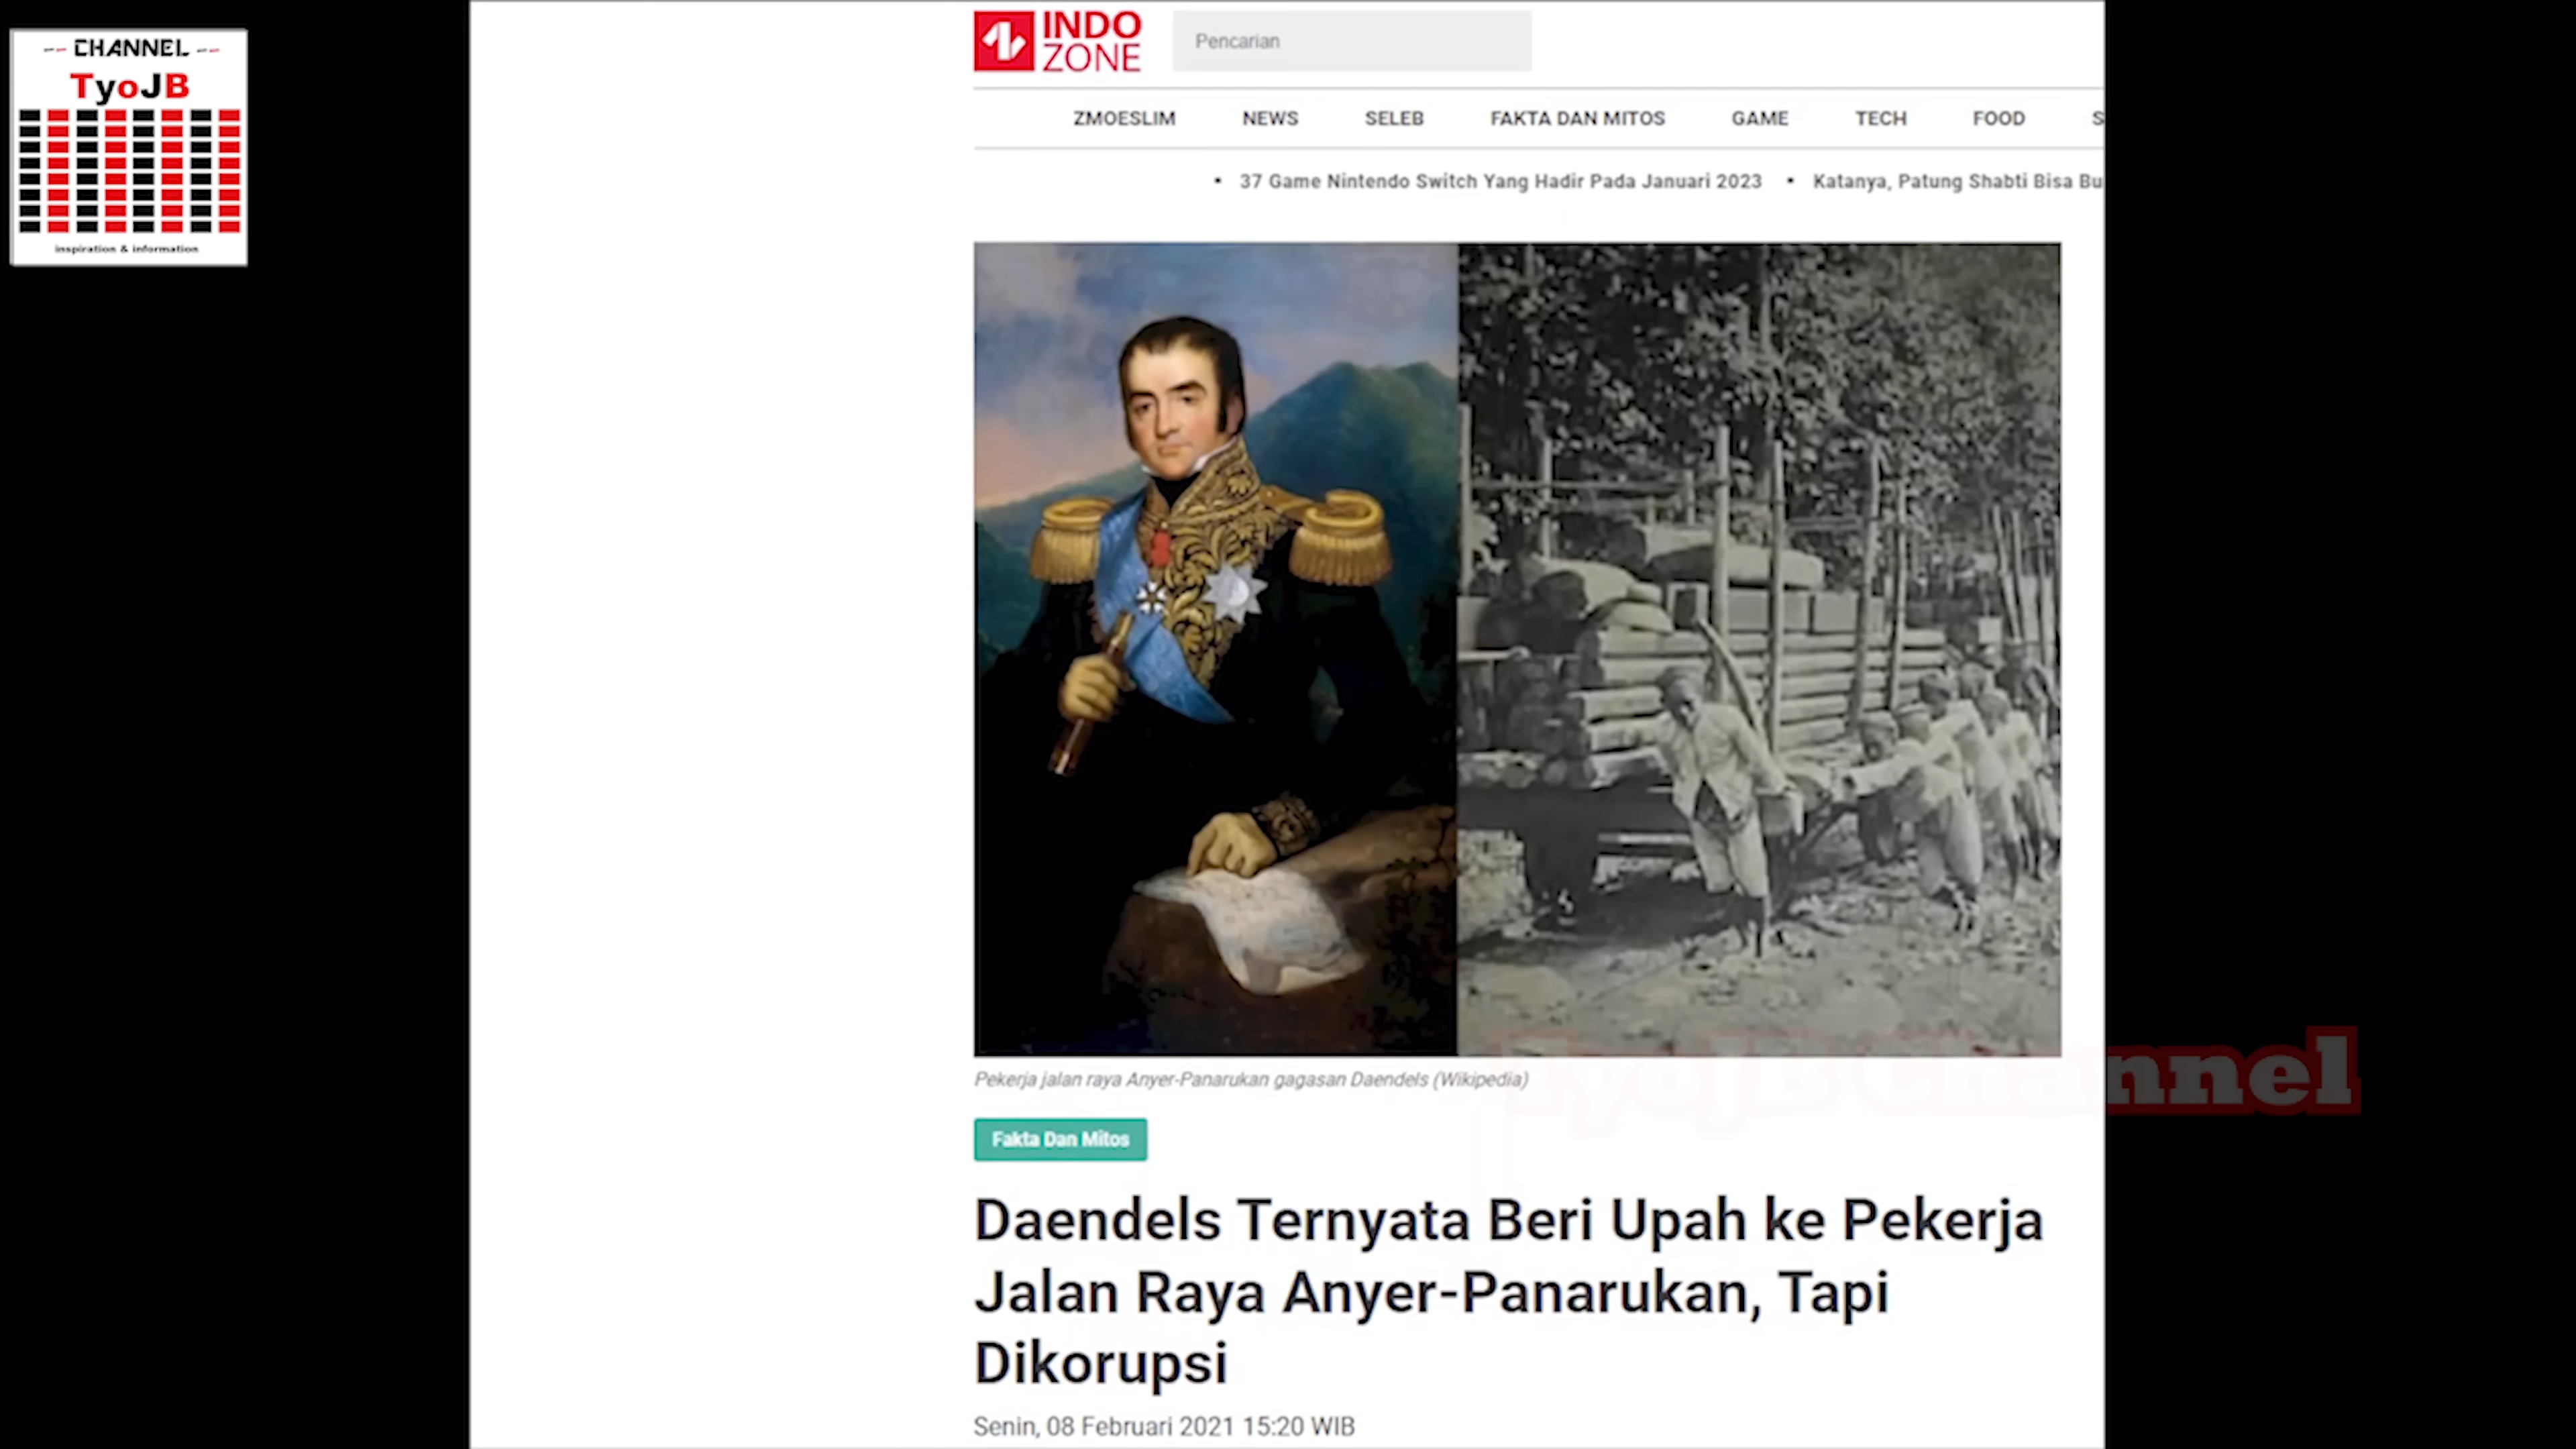 -- CHANNEL --
TyoJB
inspiration & information
INDO
ZONE
Pencarian
ZMOESLIM NEWS SELEB FAKTA DAN MITOS GAME TECH FOOD S
• 37 Game Nintendo Switch Yang Hadir Pada Januari 2023 • Katanya, Patung Shabti Bisa Bu
Pekerja jalan raya Anyer-Panarukan gagasan Daendels (Wikipedia)
TyoJB Channel
Fakta Dan Mitos
Daendels Ternyata Beri Upah ke Pekerja
Jalan Raya Anyer-Panarukan, Tapi
Dikorupsi
Senin, 08 Februari 2021 15:20 WIB